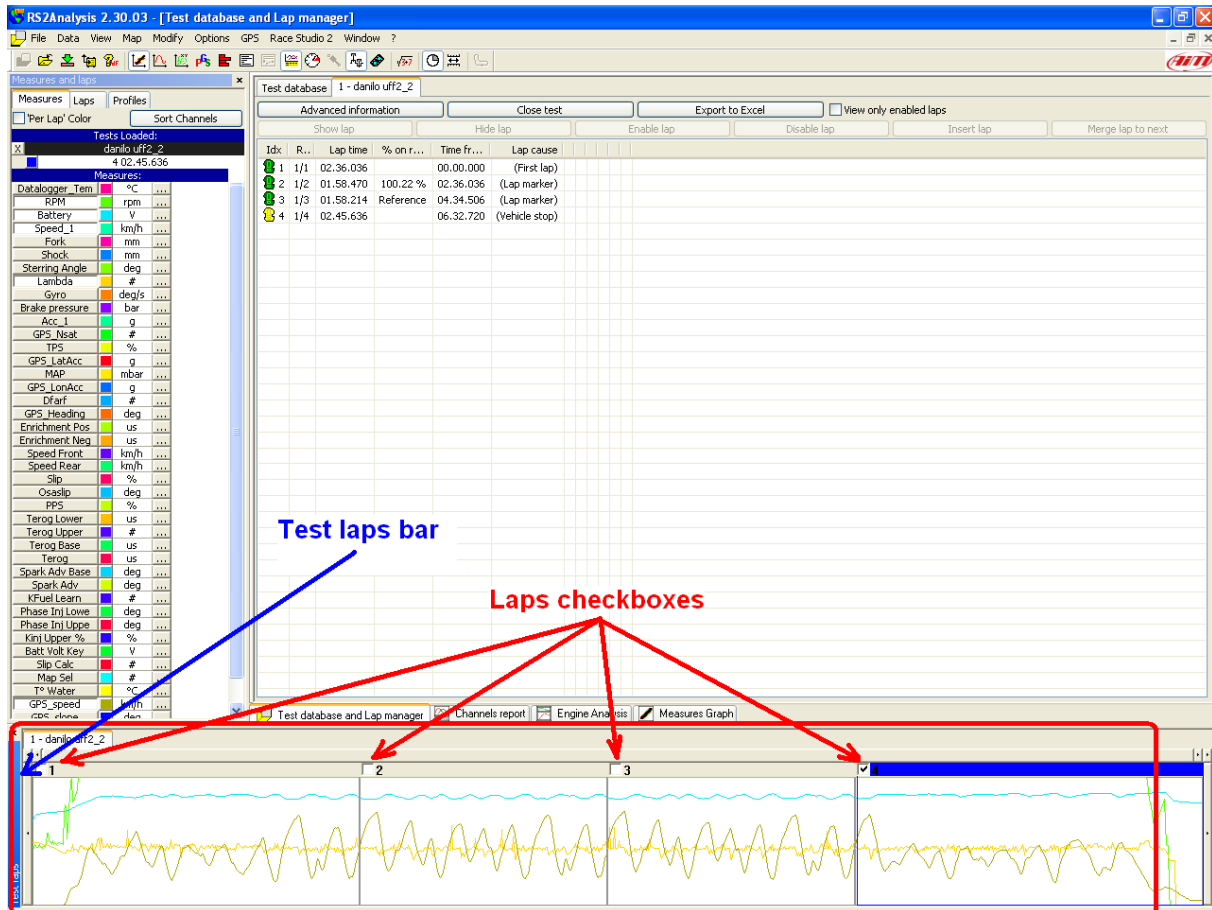 RS2Analysis 2.30.03 - [Test database and Lap manager]
File Data View Map Modify Options GPS Race Studio 2 Window ?
AiM
Measures and laps
Measures Laps Profiles
'Per Lap' Color Sort Channels
Tests Loaded:
X danilo uff2_2
4 02.45.636
Measures:
Datalogger_Tem °C ...
RPM rpm ...
Battery V ...
Speed_1 km/h ...
Fork mm ...
Shock mm ...
Sterring Angle deg ...
Lambda # ...
Gyro deg/s ...
Brake pressure bar ...
Acc_1 g ...
GPS_Nsat # ...
TPS % ...
GPS_LatAcc g ...
MAP mbar ...
GPS_LonAcc g ...
Dfarf # ...
GPS_Heading deg ...
Enrichment Pos us ...
Enrichment Neg us ...
Speed Front km/h ...
Speed Rear km/h ...
Slip % ...
Osaslip deg ...
PPS % ...
Terog Lower us ...
Terog Upper # ...
Terog Base us ...
Terog us ...
Spark Adv Base deg ...
Spark Adv deg ...
KFuel Learn # ...
Phase Inj Lowe deg ...
Phase Inj Uppe deg ...
Kinj Upper % % ...
Batt Volt Key V ...
Slip Calc # ...
Map Sel # ...
T° Water °C ...
GPS_speed km/h ...
GPS_slope deg ...
Test database 1 - danilo uff2_2
Advanced information Close test Export to Excel View only enabled laps
Show lap Hide lap Enable lap Disable lap Insert lap Merge lap to next
Idx R.. Lap time % on r... Time fr... Lap cause
1 1/1 02.36.036 00.00.000 (First lap)
2 1/2 01.58.470 100.22 % 02.36.036 (Lap marker)
3 1/3 01.58.214 Reference 04.34.506 (Lap marker)
4 1/4 02.45.636 06.32.720 (Vehicle stop)
Test laps bar
Laps checkboxes
Test database and Lap manager Channels report Engine Analysis Measures Graph
1 - danilo uff2_2
1 2 3 4
Test laps